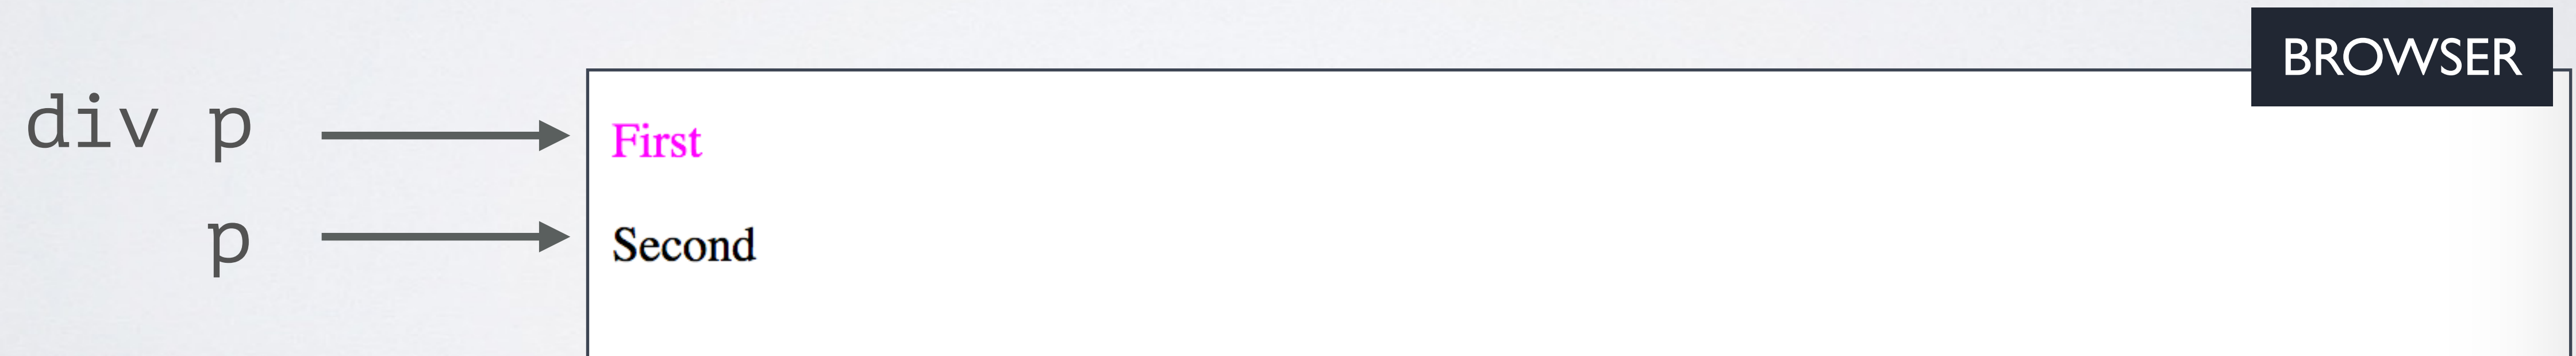 BROWSER
div p
First
p
Second